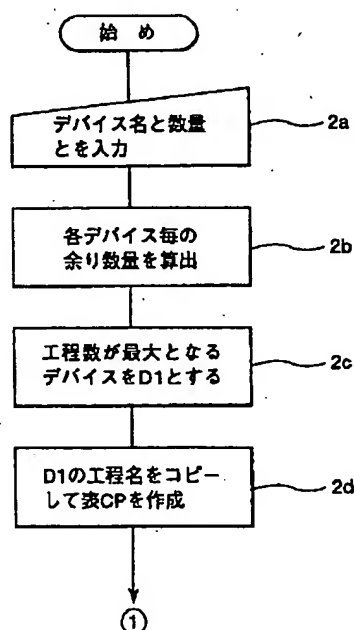 始め
デバイス名と数量
とを入力
2a
各デバイス毎の
余り数量を算出
2b
工程数が最大となる
デバイスをD1とする
2c
D1の工程名をコピー
して表CPを作成
2d
①